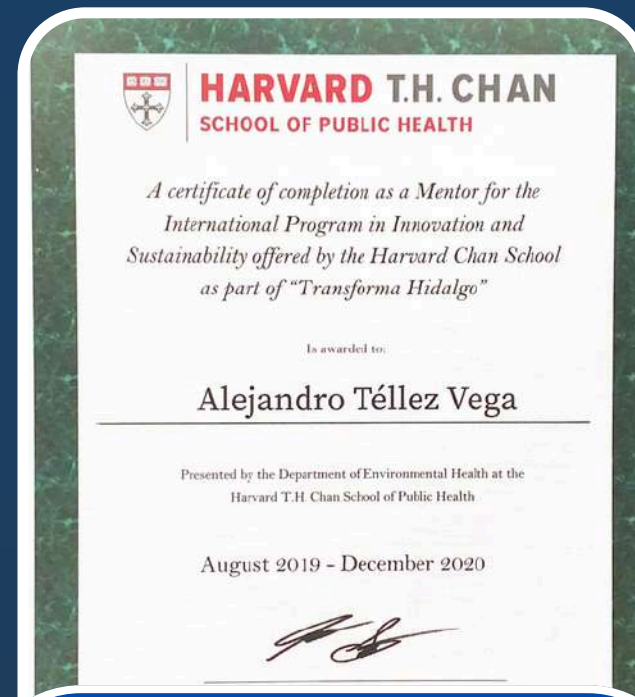 HARVARD T.H. CHAN
SCHOOL OF PUBLIC HEALTH
A certificate of completion as a Mentor for the
International Program in Innovation and
Sustainability offered by the Harvard Chan School
as part of "Transforma Hidalgo"
Is awarded to:
Alejandro Téllez Vega
Presented by the Department of Environmental Health at the
Harvard T.H. Chan School of Public Health
August 2019 - December 2020